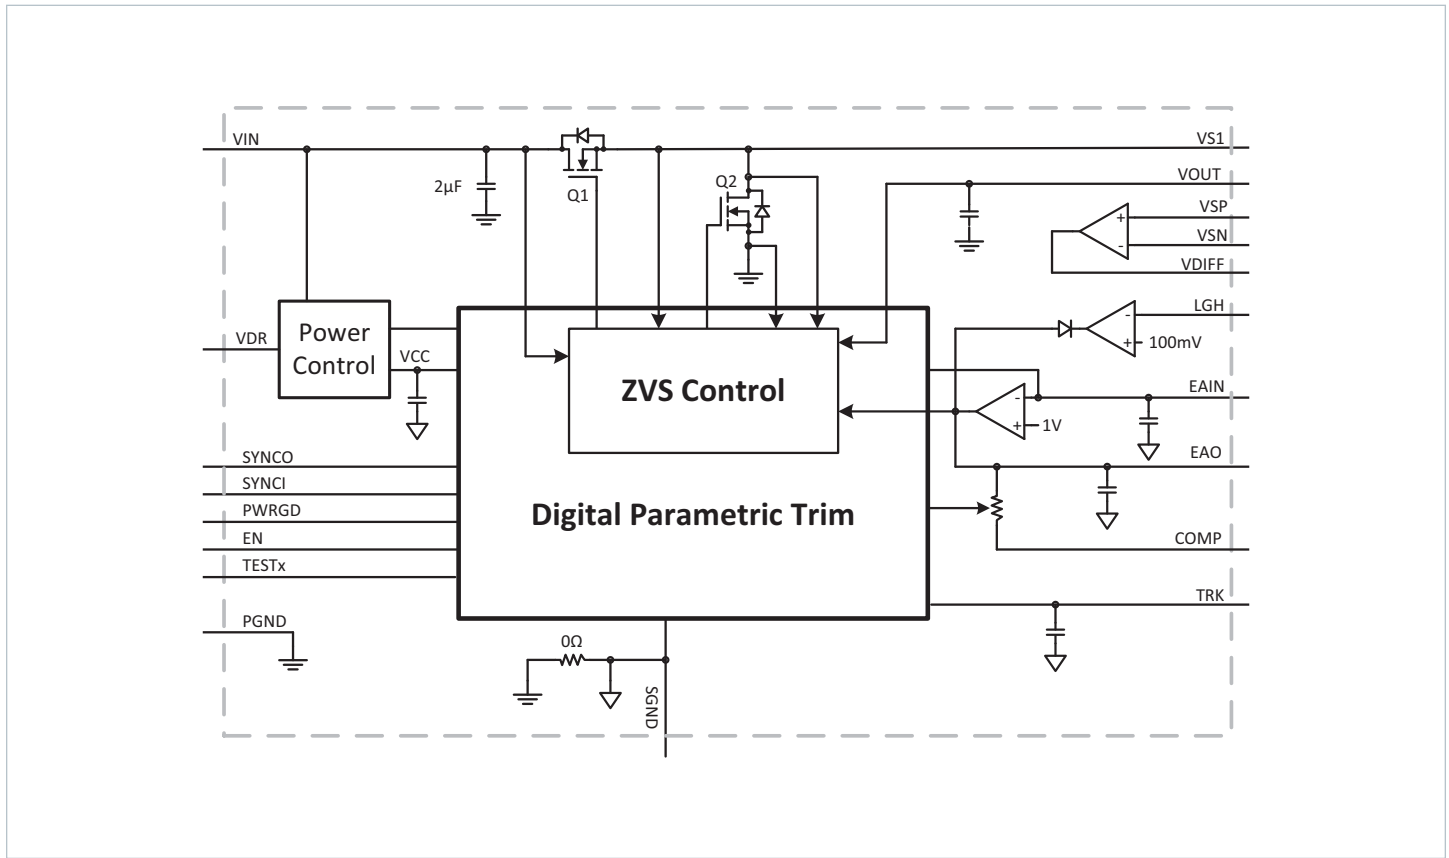 VIN
VS1
2µF
Q1
Q2
VOUT
VSP
+
VSN
-
VDIFF
LGH
-
+
100mV
Power
Control
VDR
VCC
ZVS Control
EAIN
-
+
1V
EAO
SYNCO
SYNCI
PWRGD
EN
TESTx
Digital Parametric Trim
COMP
TRK
PGND
0Ω
SGND